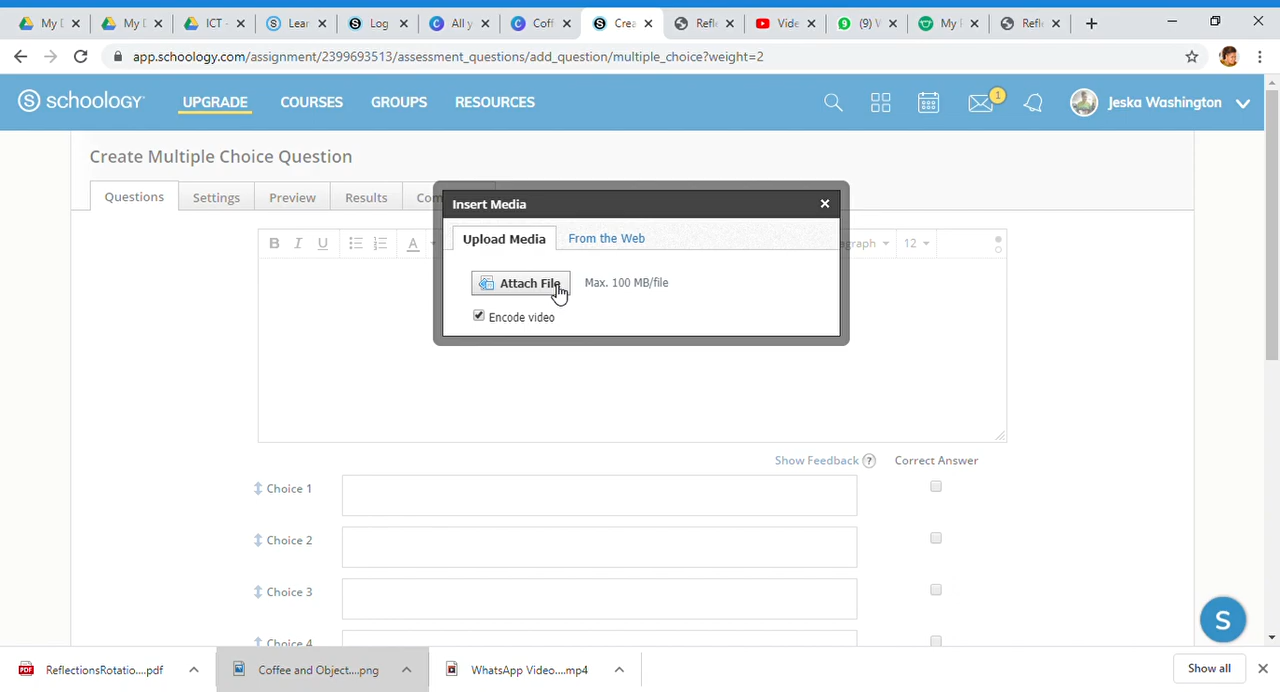 My D
My D
ICT -
Lear
Log
All y
Coff
Crea
Refle
Vide
(9) W
My
Refl
app.schoology.com/assignment/2399693513/assessment_questions/add_question/multiple_choice?weight=2
schoology
UPGRADE
COURSES
GROUPS
RESOURCES
1
Jeska Washington
Create Multiple Choice Question
Questions
Settings
Preview
Results
Com
Insert Media
Upload Media
From the Web
Attach File
Max. 100 MB/file
Encode video
B I U
A
agraph
12
Show Feedback ?
Correct Answer
Choice 1
Choice 2
Choice 3
Choice 4
S
ReflectionsRotatio....pdf
Coffee and Object....png
WhatsApp Video....mp4
Show all